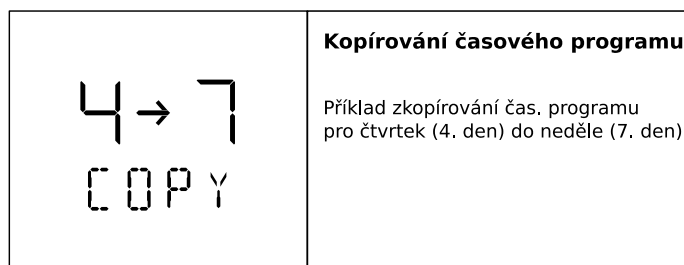 4→7
COPY
Kopírování časového programu
Příklad zkopírování čas. programu
pro čtvrtek (4. den) do neděle (7. den)